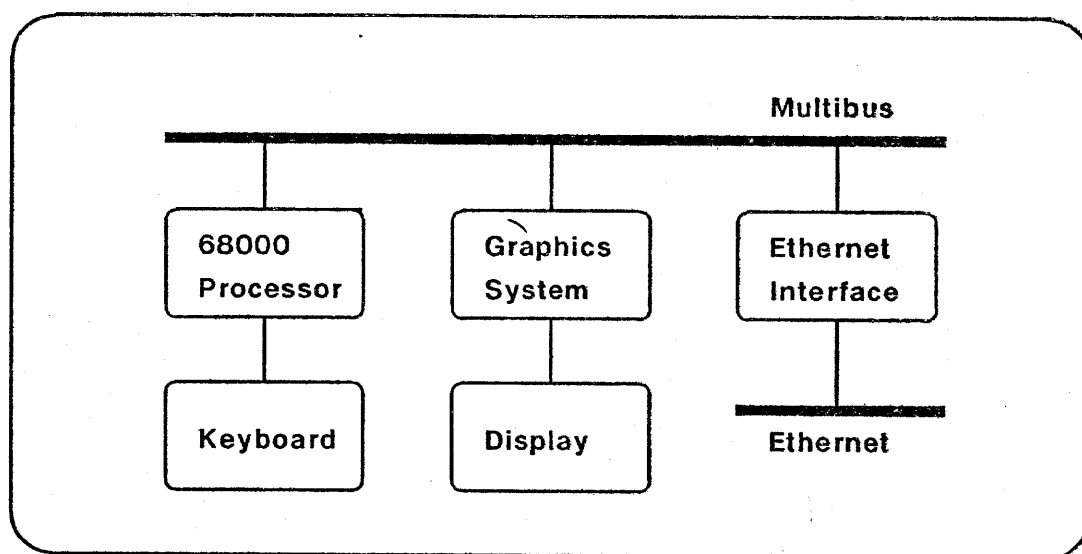 Multibus
68000
Processor
Graphics
System
Ethernet
Interface
Keyboard
Display
Ethernet